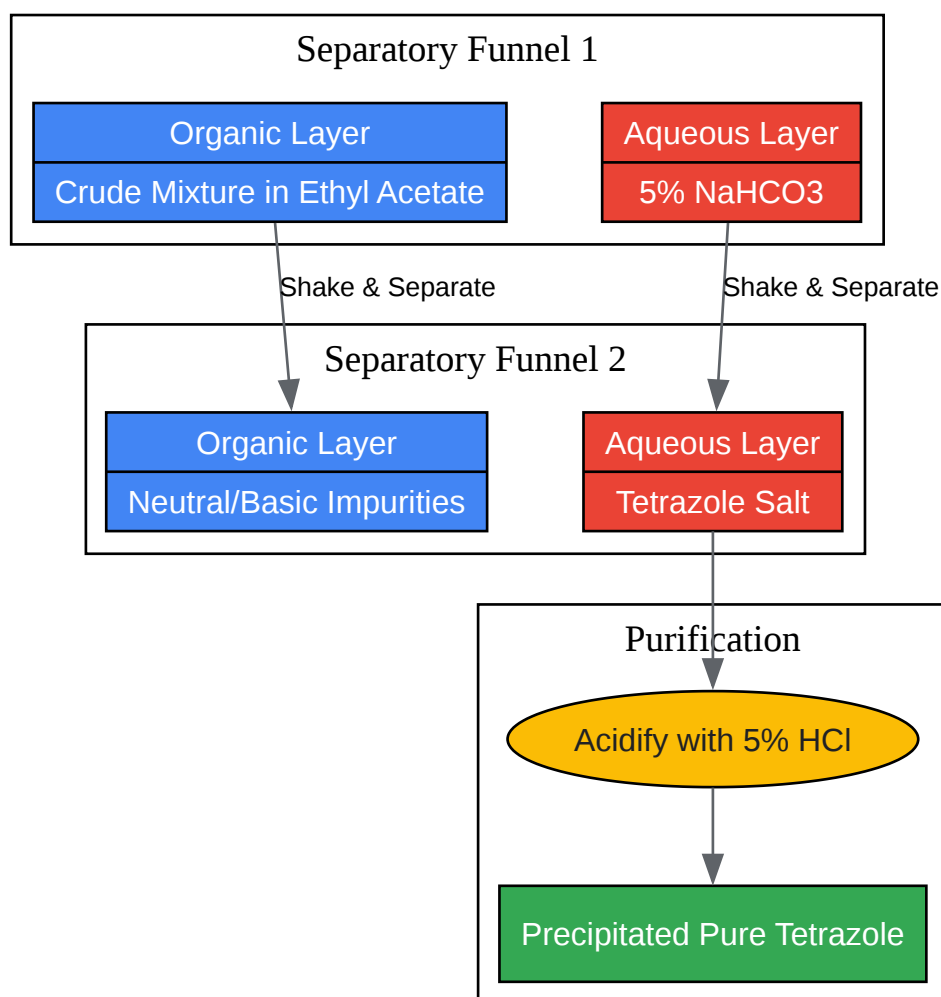 Separatory Funnel 1
Organic Layer
Crude Mixture in Ethyl Acetate
Aqueous Layer
5% NaHCO3
Shake & Separate
Shake & Separate
Separatory Funnel 2
Organic Layer
Neutral/Basic Impurities
Aqueous Layer
Tetrazole Salt
Purification
Acidify with 5% HCl
Precipitated Pure Tetrazole